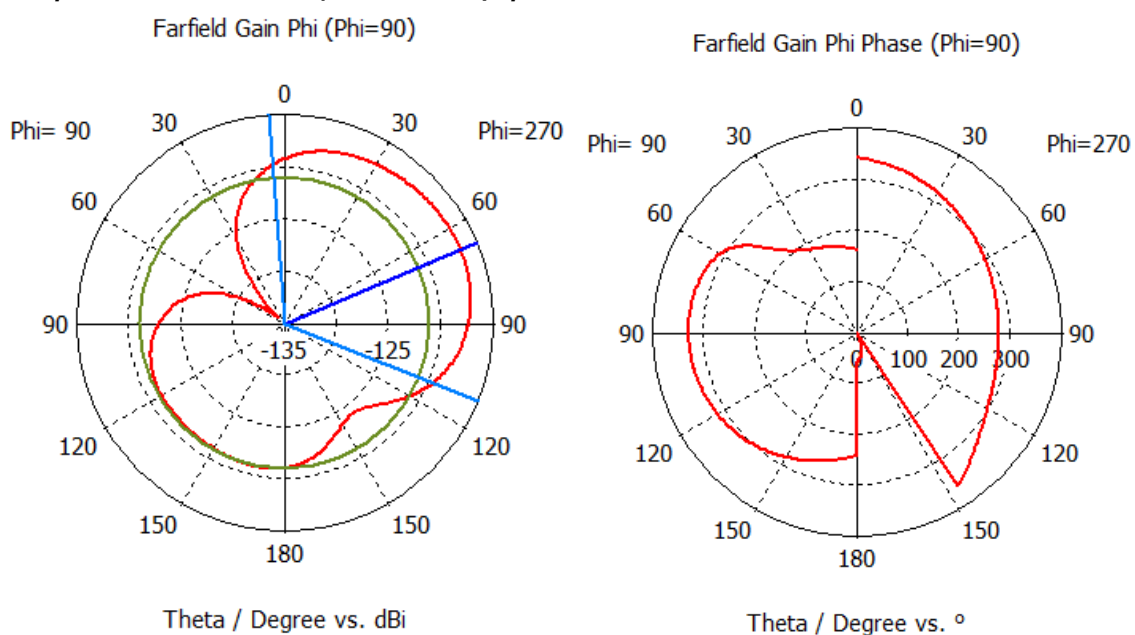 Farfield Gain Phi (Phi=90)
0
30
30
Phi= 90
Phi=270
60
60
90
-135
-125
90
120
120
150
150
180
Theta / Degree vs. dBi
Farfield Gain Phi Phase (Phi=90)
0
30
30
Phi= 90
Phi=270
60
60
90
0 100 200 300
90
120
120
150
150
180
Theta / Degree vs. º